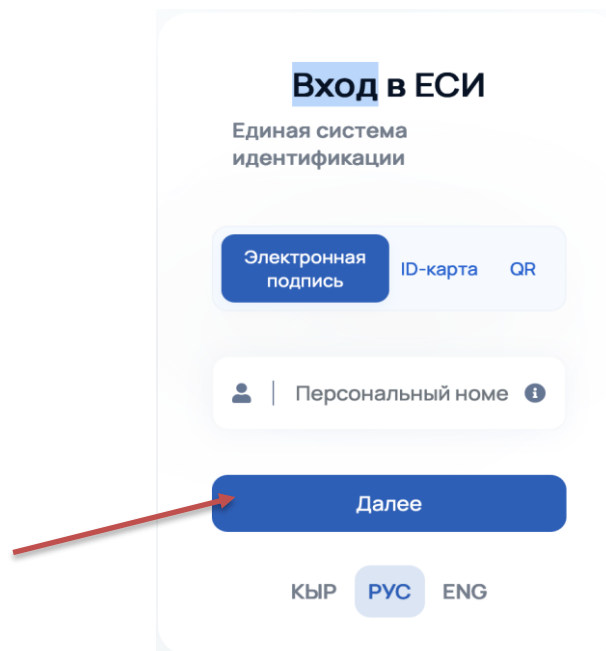 Вход в ЕСИ
Единая система
идентификации
Электронная
подпись
ID-карта
QR
Персональный номе
Далее
КЫР РУС ENG